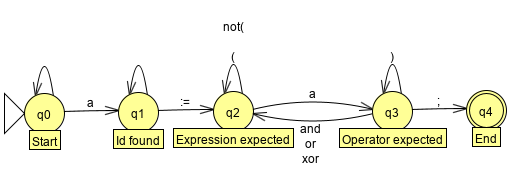 not(
(
)
a
:=
a
;
q0
q1
q2
q3
q4
and
or
xor
Start
Id found
Expression expected
Operator expected
End